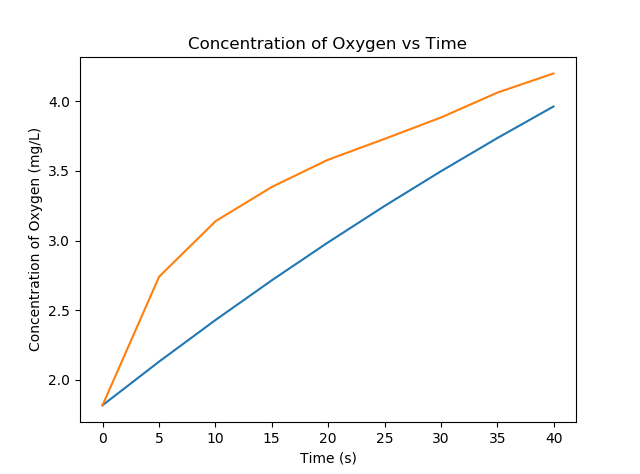 Concentration of Oxygen vs Time
Concentration of Oxygen (mg/L)
4.0
3.5
3.0
2.5
2.0
0 5 10 15 20 25 30 35 40
Time (s)